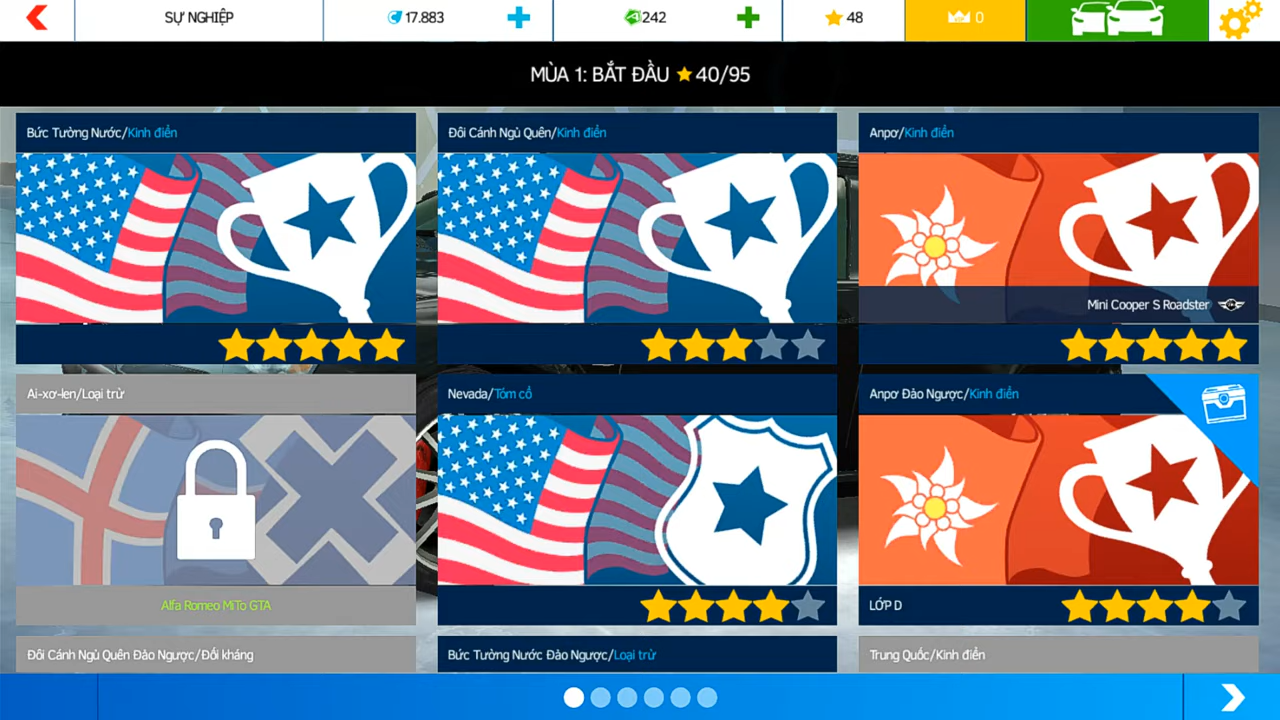 SỰ NGHIỆP
17.883
242
48
0
MÙA 1: BẮT ĐẦU 40/95
Bức Tường Nước/Kinh điển
Đôi Cánh Ngủ Quên/Kinh điển
Anpơ/Kinh điển
Mini Cooper S Roadster
Ai-xơ-len/Loại trừ
Nevada/Tóm cổ
Anpơ Đảo Ngược/Kinh điển
Alfa Romeo MiTo GTA
LỚP D
Đôi Cánh Ngủ Quên Đảo Ngược/Đối kháng
Bức Tường Nước Đảo Ngược/Loại trừ
Trung Quốc/Kinh điển